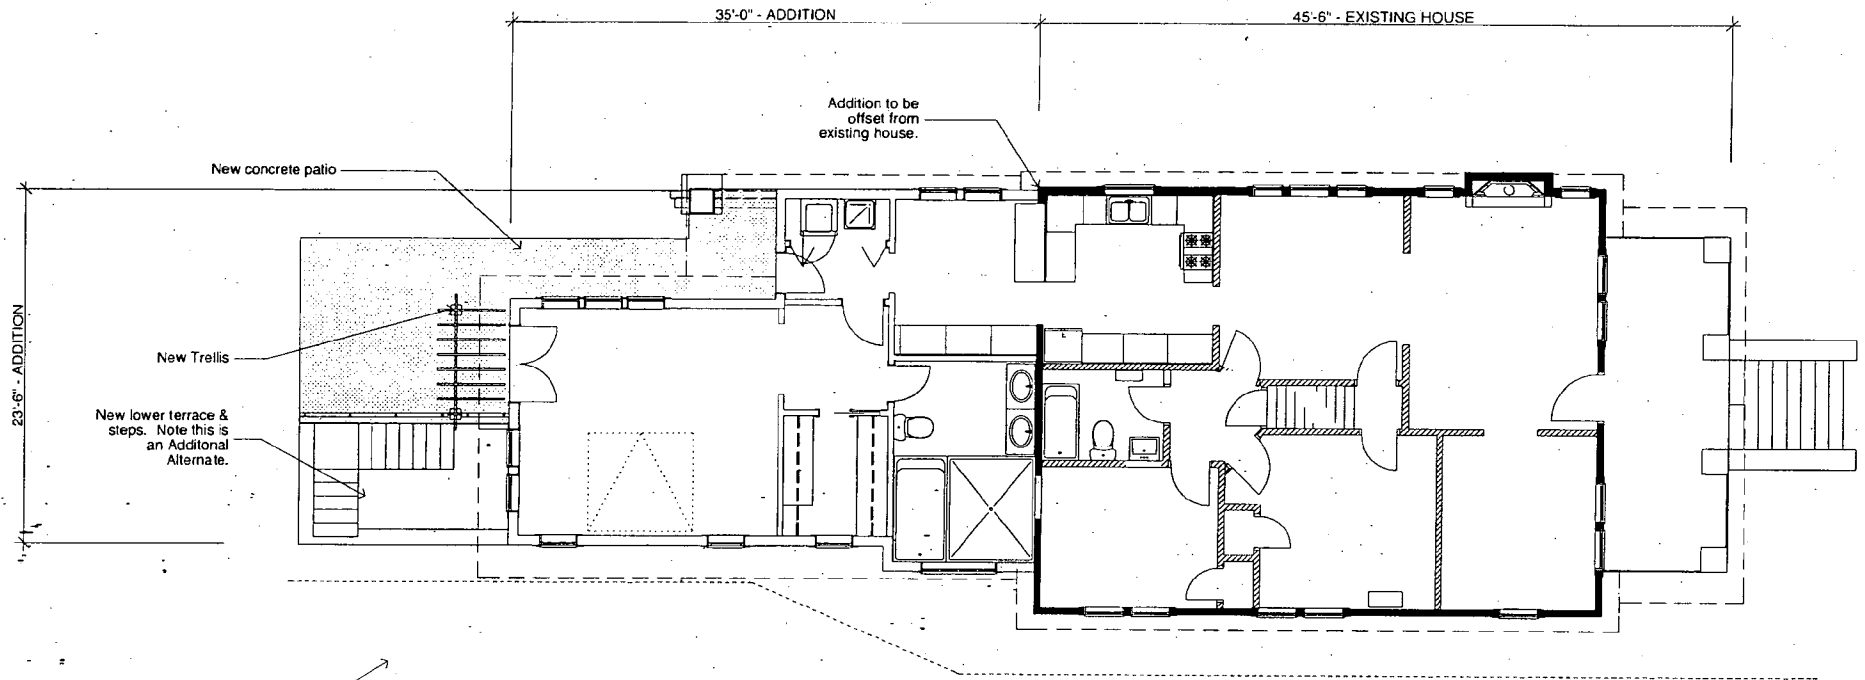 35'-0" - ADDITION
45'-6" - EXISTING HOUSE
Addition to be
offset from
existing house.
New concrete patio
23'-6" - ADDITION
New Trellis
New lower terrace &
steps. Note this is
an Additonal
Alternate.